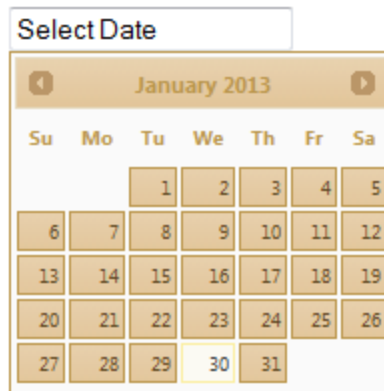 Select Date
January 2013
Su Mo Tu We Th Fr Sa
1 2 3 4 5
6 7 8 9 10 11 12
13 14 15 16 17 18 19
20 21 22 23 24 25 26
27 28 29 30 31